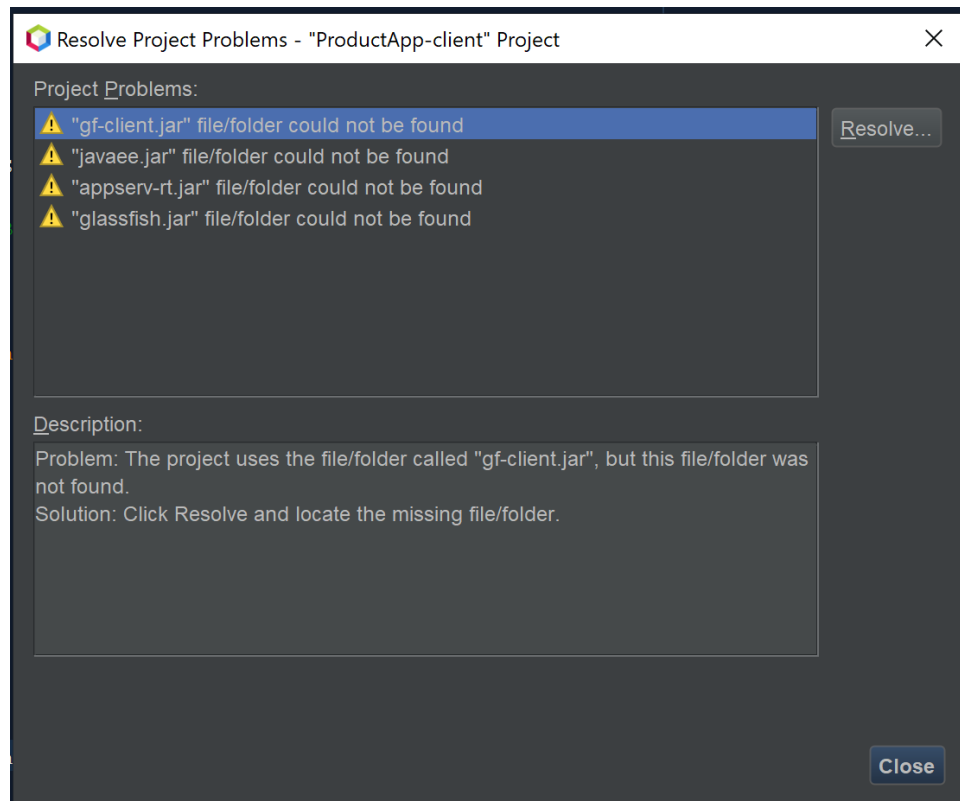 Resolve Project Problems - "ProductApp-client" Project
Project Problems:
"gf-client.jar" file/folder could not be found
Resolve...
"javaee.jar" file/folder could not be found
"appserv-rt.jar" file/folder could not be found
"glassfish.jar" file/folder could not be found
Description:
Problem: The project uses the file/folder called "gf-client.jar", but this file/folder was
not found.
Solution: Click Resolve and locate the missing file/folder.
Close